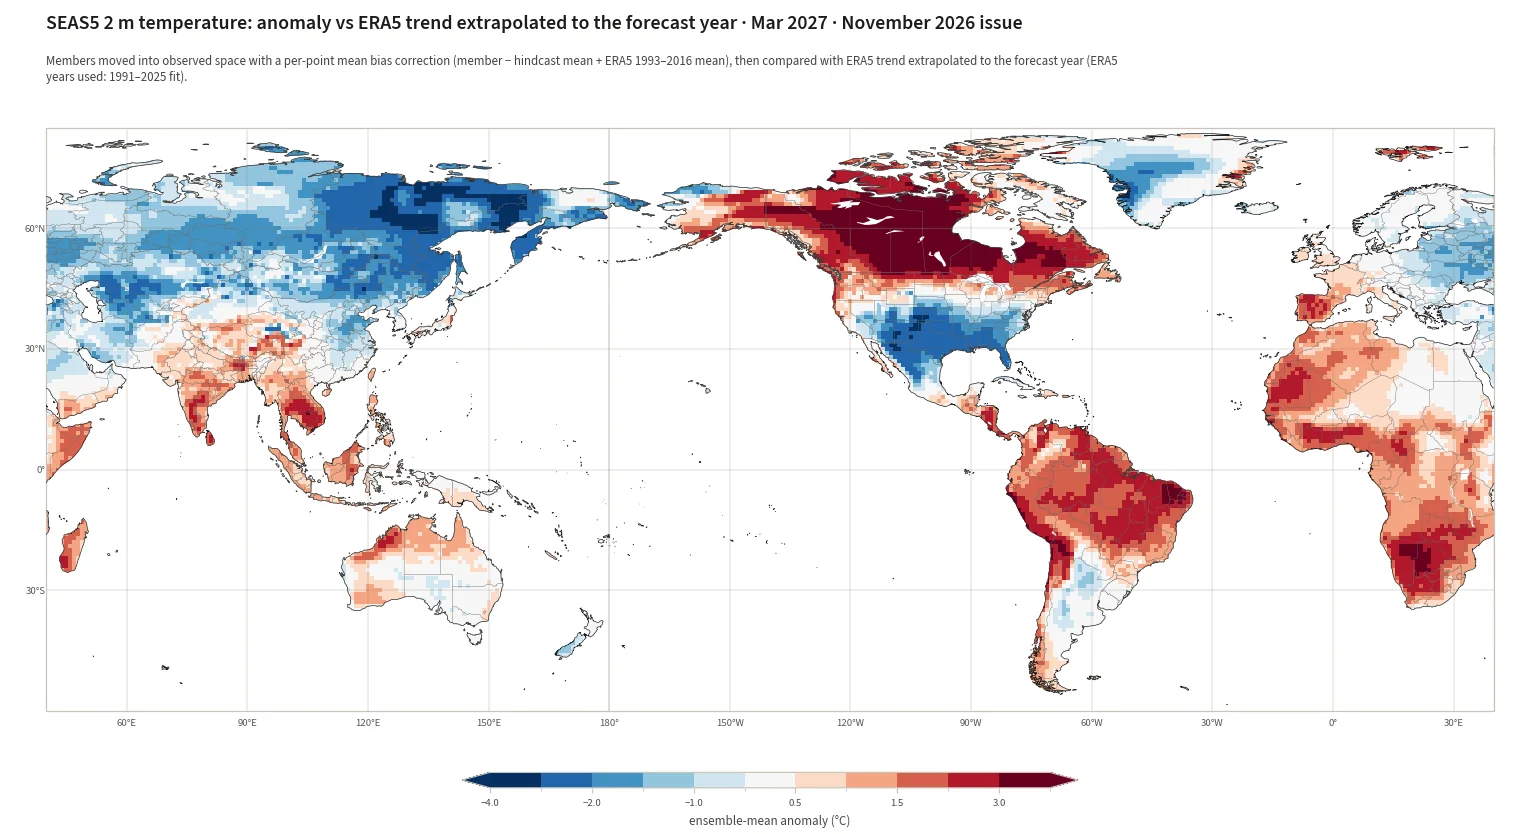 SEAS5 2 m temperature: anomaly vs ERA5 trend extrapolated to the forecast year · Mar 2027 · November 2026 issue
Members moved into observed space with a per-point mean bias correction (member − hindcast mean + ERA5 1993–2016 mean), then compared with ERA5 trend extrapolated to the forecast year (ERA5
years used: 1991–2025 fit).
60°N
30°N
0°
30°S
60°E 90°E 120°E 150°E 180° 150°W 120°W 90°W 60°W 30°W 0° 30°E
−4.0 −2.0 −1.0 0.5 1.5 3.0
ensemble-mean anomaly (°C)